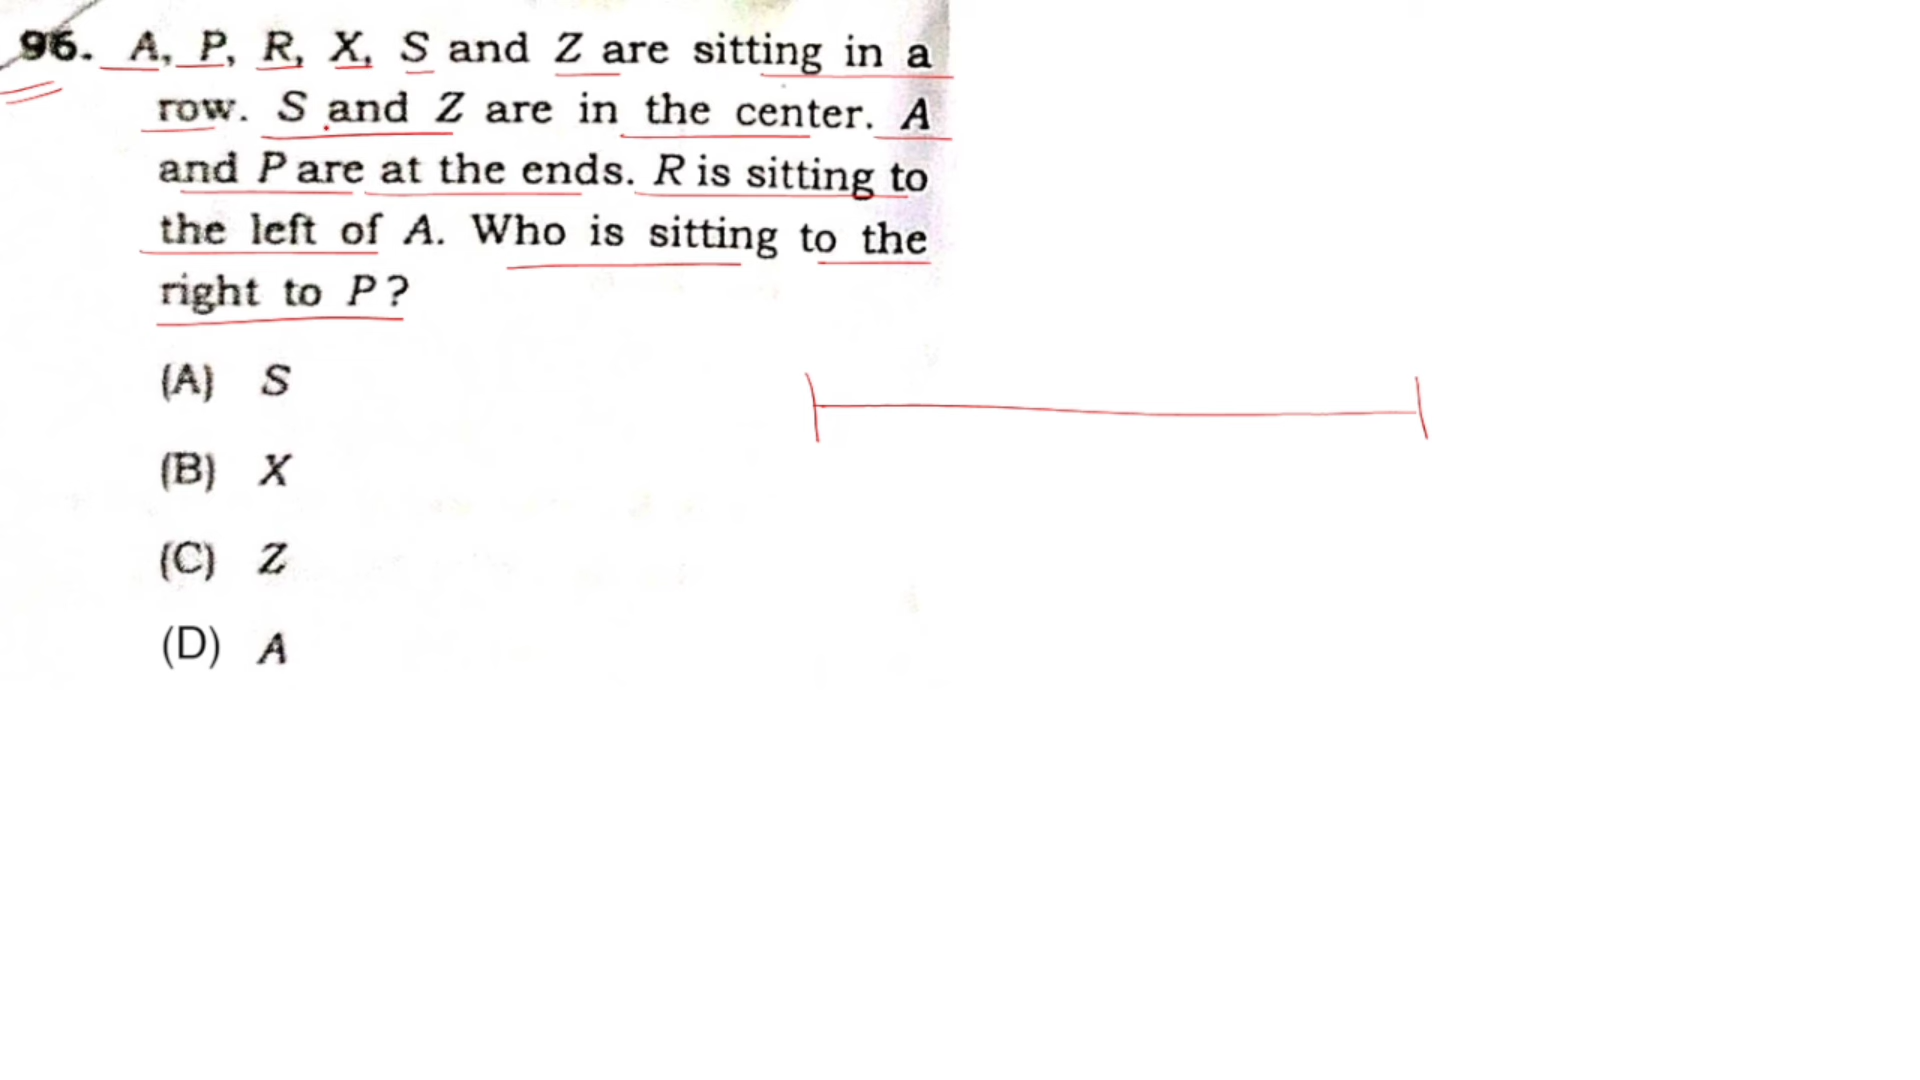 96. A, P, R, X, S and Z are sitting in a
row. S and Z are in the center. A
and P are at the ends. R is sitting to
the left of A. Who is sitting to the
right to P?
(A) S
(B) X
(C) Z
(D) A